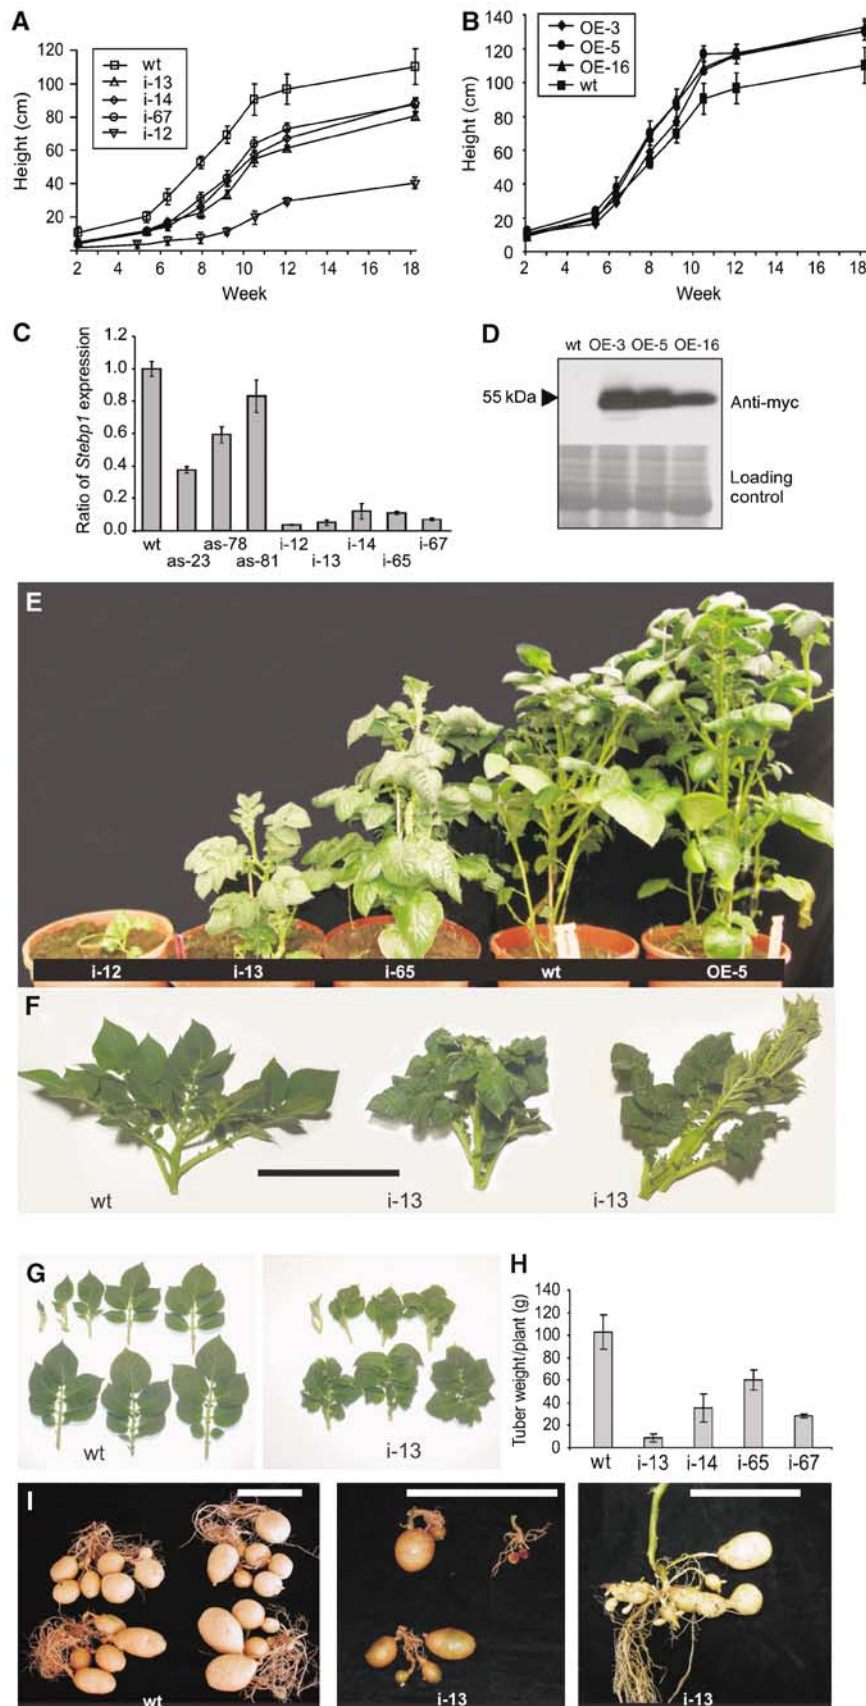 A
wt
i-13
i-14
i-67
i-12
Height (cm)
120
100
80
60
40
20
2 4 6 8 10 12 14 16 18
Week
B
OE-3
OE-5
OE-16
wt
Height (cm)
140
120
100
80
60
40
20
0
2 4 6 8 10 12 14 16 18
Week
C
Ratio of Stebp1 expression
1.2
1.0
0.8
0.6
0.4
0.2
0.0
wt as-78 i-12 i-14 i-67
as-23 as-81 i-13 i-65
D
wt OE-3 OE-5 OE-16
55 kDa
Anti-myc
Loading
control
E
i-12 i-13 i-65 wt OE-5
F
wt i-13 i-13
G
wt i-13
H
Tuber weight/plant (g)
140
120
100
80
60
40
20
0
wt i-13 i-14 i-65 i-67
I
wt i-13 i-13